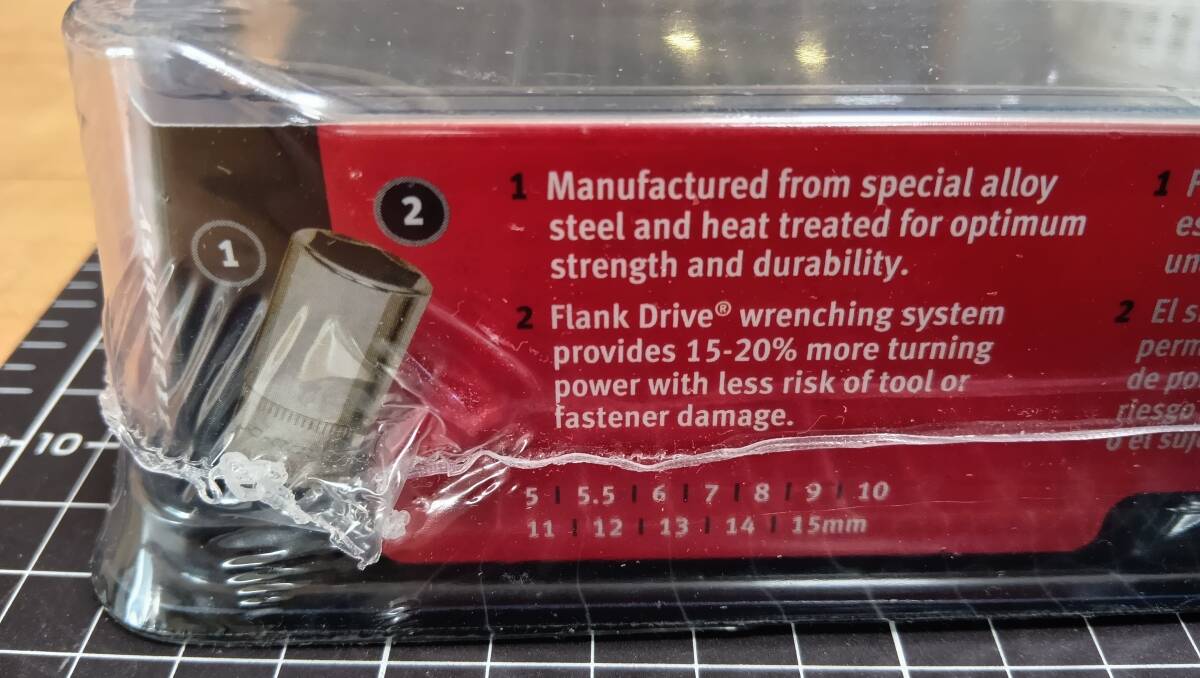 1 Manufactured from special alloy
steel and heat treated for optimum
strength and durability.
2 Flank Drive® wrenching system
provides 15-20% more turning
power with less risk of tool or
fastener damage.
5 | 5.5 | 6 | 7 | 8 | 9 | 10
11 | 12 | 13 | 14 | 15mm
1
2
1
2 El
de
10